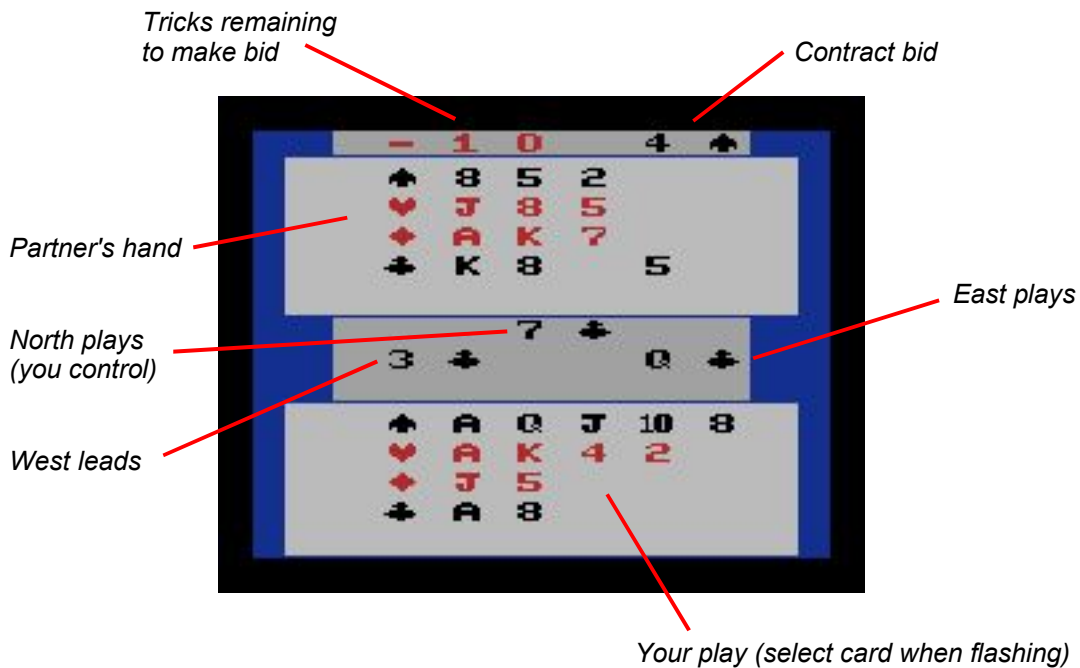 Tricks remaining
to make bid
Contract bid
- 1 0 4 ♠
♠ 8 5 2
♥ J 8 5
♦ A K 7
♣ K 8 5
Partner's hand
East plays
7 ♣
North plays
(you control)
3 ♣ Q ♣
♠ A Q J 10 8
♥ A K 4 2
West leads
♦ J 5
♣ A 8
Your play (select card when flashing)